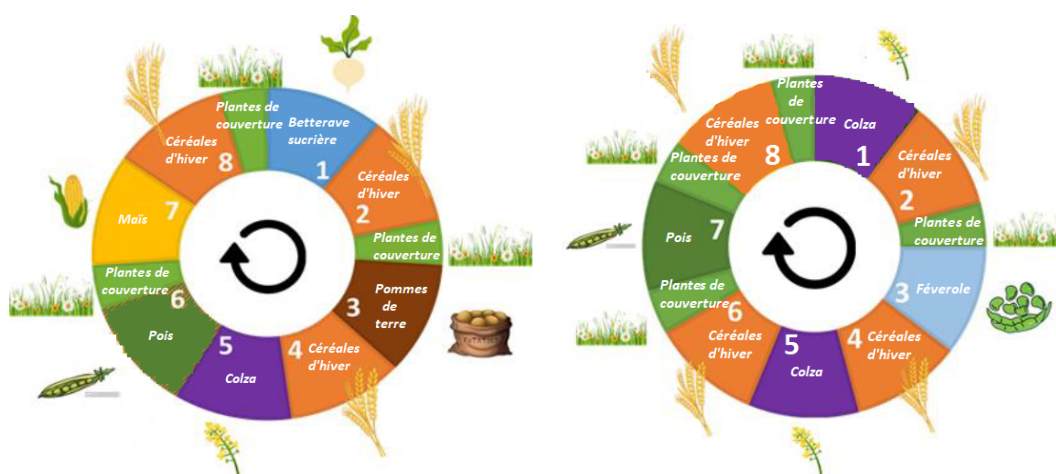 Plantes de
couverture
Betterave
sucrière
1
Céréales
d'hiver
2
Plantes de
couverture
3
Pommes
de
terre
4
Céréales
d'hiver
5
Colza
6
Pois
Plantes de
couverture
7
Maïs
Céréales
d'hiver
8
Plantes
de
couverture
Colza
1
Céréales
d'hiver
2
Plantes de
couverture
3
Féverole
4
Céréales
d'hiver
5
Colza
6
Céréales
d'hiver
Plantes de
couverture
Pois
7
Plantes de
couverture
Céréales
d'hiver
8